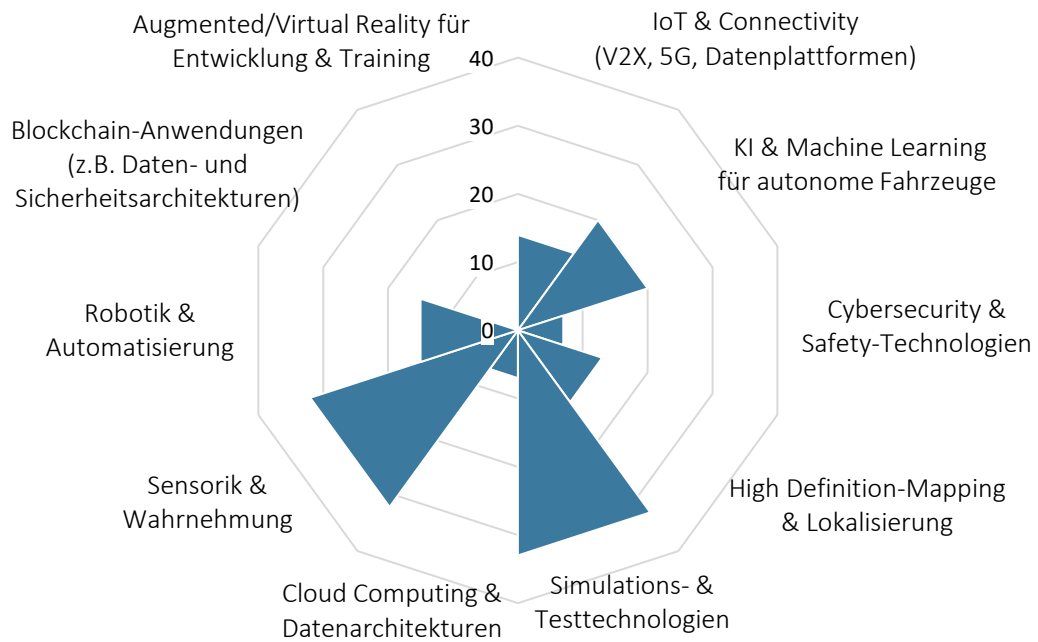 Augmented/Virtual Reality für
Entwicklung & Training
IoT & Connectivity
(V2X, 5G, Datenplattformen)
KI & Machine Learning
für autonome Fahrzeuge
Cybersecurity &
Safety-Technologien
High Definition-Mapping
& Lokalisierung
Simulations- &
Testtechnologien
Cloud Computing &
Datenarchitekturen
Sensorik &
Wahrnehmung
Robotik &
Automatisierung
Blockchain-Anwendungen
(z.B. Daten- und
Sicherheitsarchitekturen)
40
30
20
10
0